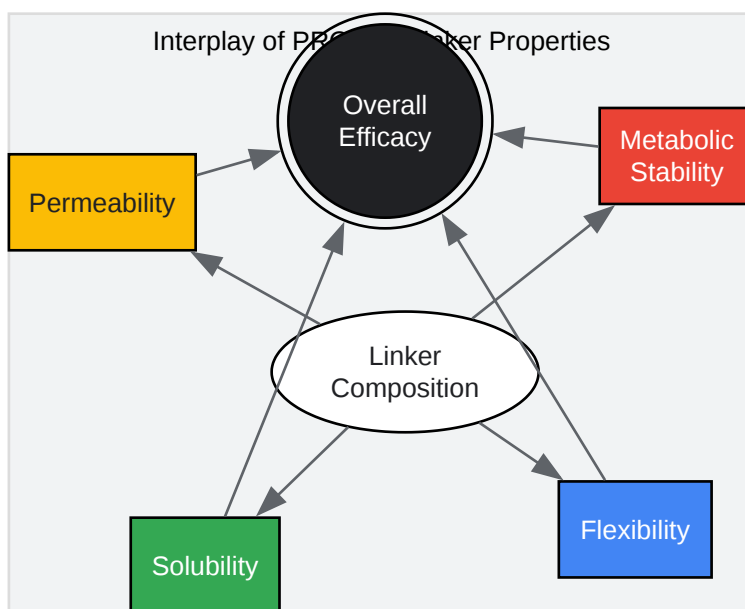 Interplay of PR ker Properties
Overall
Efficacy
Metabolic
Stability
Permeability
Linker
Composition
Flexibility
Solubility